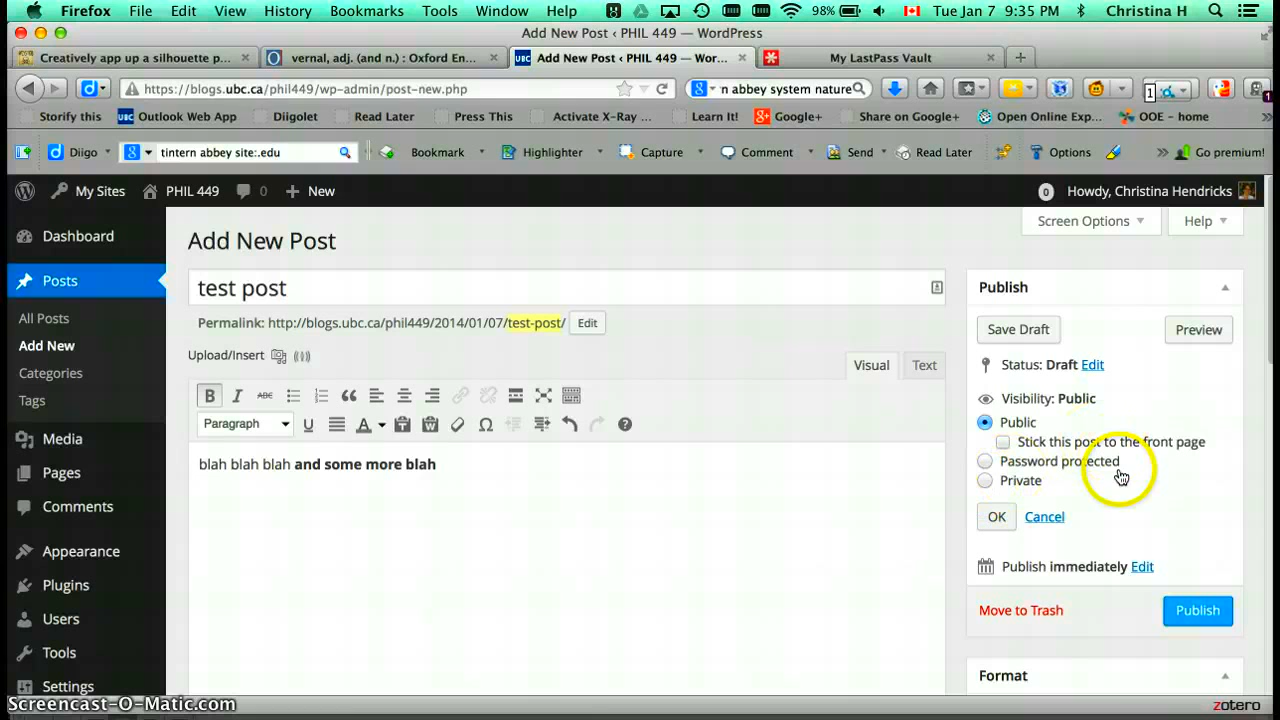 Firefox File Edit View History Bookmarks Tools Window Help 98% Tue Jan 7 9:35 PM Christina H
Add New Post ‹ PHIL 449 — WordPress
Creatively app up a silhouette p... vernal, adj. (and n.) : Oxford En... UBC Add New Post ‹ PHIL 449 — Wor... My LastPass Vault
https://blogs.ubc.ca/phil449/wp-admin/post-new.php n abbey system nature 1
Storify this UBC Outlook Web App Diigolet Read Later Press This Activate X-Ray ... Learn It! Google+ Share on Google+ Open Online Exp... OOE - home
Diigo tintern abbey site:.edu Bookmark Highlighter Capture Comment Send Read Later Options Go premium!
My Sites PHIL 449 0 New 0 Howdy, Christina Hendricks
Screen Options Help
Dashboard
Posts
All Posts
Add New
Categories
Tags
Media
Pages
Comments
Appearance
Plugins
Users
Tools
Settings
Add New Post
test post
Permalink: http://blogs.ubc.ca/phil449/2014/01/07/test-post/ Edit
Upload/Insert
Visual Text
B I ABC
Paragraph U A
blah blah blah and some more blah
Publish
Save Draft Preview
Status: Draft Edit
Visibility: Public
Public
Stick this post to the front page
Password protected
Private
OK Cancel
Publish immediately Edit
Move to Trash Publish
Format
Screencast-O-Matic.com
zotero